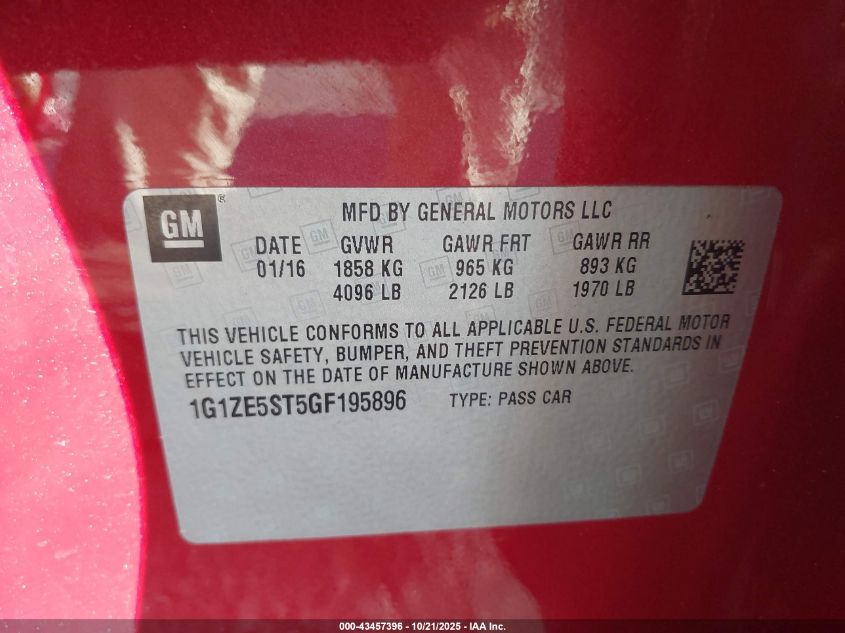 GM®
MFD BY GENERAL MOTORS LLC
DATE GVWR GAWR FRT GAWR RR
01/16 1858 KG 965 KG 893 KG
4096 LB 2126 LB 1970 LB
THIS VEHICLE CONFORMS TO ALL APPLICABLE U.S. FEDERAL MOTOR
VEHICLE SAFETY, BUMPER, AND THEFT PREVENTION STANDARDS IN
EFFECT ON THE DATE OF MANUFACTURE SHOWN ABOVE.
1G1ZE5ST5GF195896 TYPE: PASS CAR
000-43457396 - 10/21/2025 - IAA Inc.